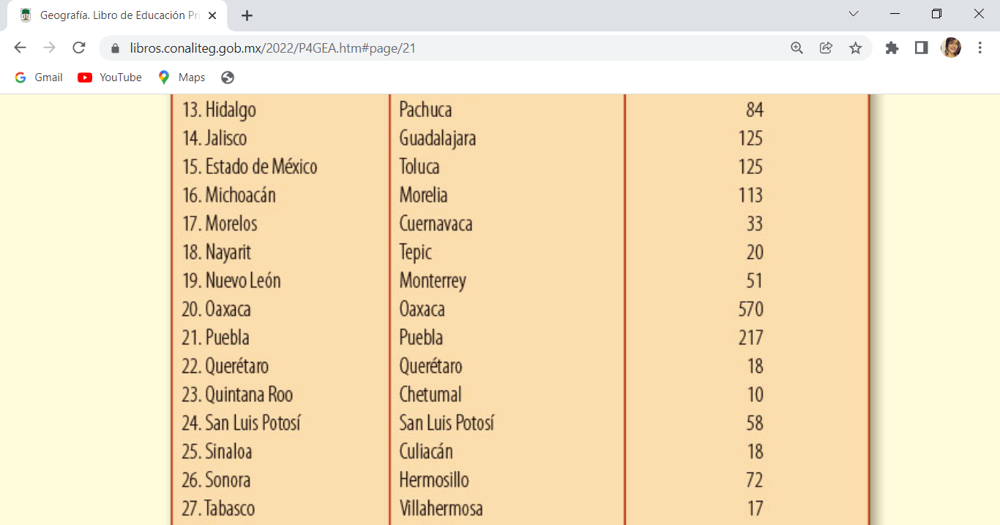 Geografía. Libro de Educación Pri
libros.conaliteg.gob.mx/2022/P4GEA.htm#page/21
Gmail YouTube Maps
13. Hidalgo Pachuca 84
14. Jalisco Guadalajara 125
15. Estado de México Toluca 125
16. Michoacán Morelia 113
17. Morelos Cuernavaca 33
18. Nayarit Tepic 20
19. Nuevo León Monterrey 51
20. Oaxaca Oaxaca 570
21. Puebla Puebla 217
22. Querétaro Querétaro 18
23. Quintana Roo Chetumal 10
24. San Luis Potosí San Luis Potosí 58
25. Sinaloa Culiacán 18
26. Sonora Hermosillo 72
27. Tabasco Villahermosa 17